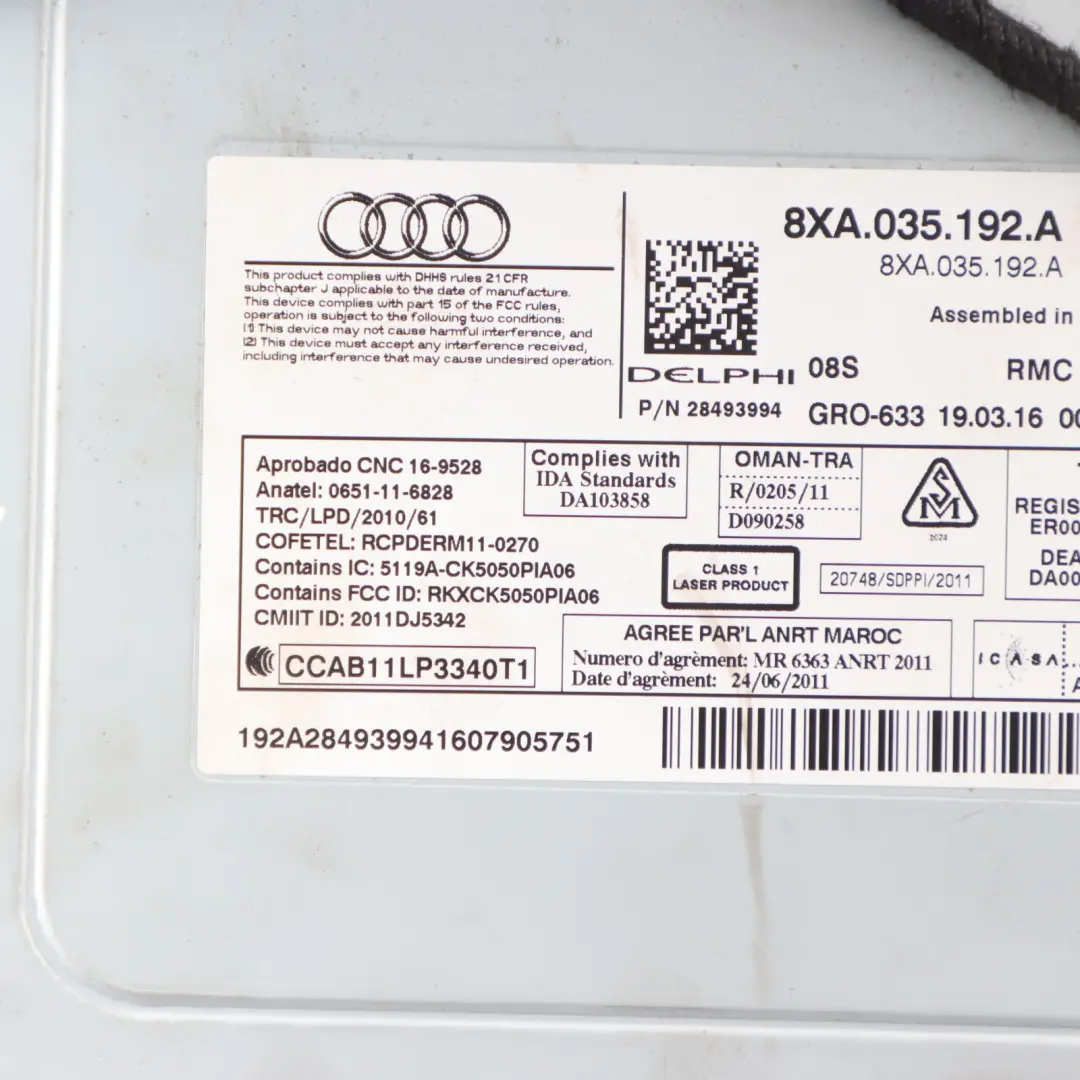 This product complies with DHHS rules 21CFR
subchapter J applicable to the date of manufacture.
This device complies with part 15 of the FCC rules,
operation is subject to the following two conditions:
(1) This device may not cause harmful interference, and
(2) This device must accept any interference received,
including interference that may cause undesired operation.
8XA.035.192.A
8XA.035.192.A
Assembled in
DELPHI 08S RMC
P/N 28493994 GRO-633 19.03.16 00
Aprobado CNC 16-9528
Anatel: 0651-11-6828
TRC/LPD/2010/61
COFETEL: RCPDERM11-0270
Contains IC: 5119A-CK5050PIA06
Contains FCC ID: RKXCK5050PIA06
CMIIT ID: 2011DJ5342
CCAB11LP3340T1
Complies with
IDA Standards
DA103858
OMAN-TRA
R/0205/11
D090258
CLASS 1
LASER PRODUCT
20748/SDPPI/2011
REGIS
ER00
DEA
DA00
AGREE PAR'L ANRT MAROC
Numero d'agrèment: MR 6363 ANRT 2011
Date d'agrèment: 24/06/2011
ICASA
192A284939941607905751